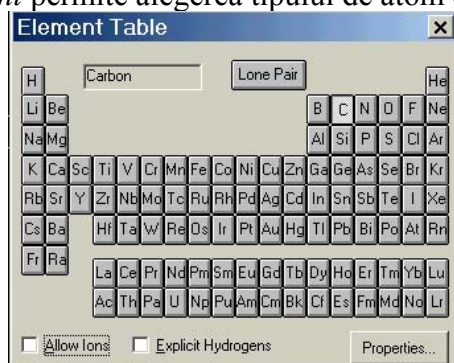 nt permite alegerea tipului de atom
Element Table
H Carbon Lone Pair He
Li Be B C N O F Ne
Na Mg Al Si P S Cl Ar
K Ca Sc Ti V Cr Mn Fe Co Ni Cu Zn Ga Ge As Se Br Kr
Rb Sr Y Zr Nb Mo Tc Ru Rh Pd Ag Cd In Sn Sb Te I Xe
Cs Ba Hf Ta W Re Os Ir Pt Au Hg Tl Pb Bi Po At Rn
Fr Ra
La Ce Pr Nd Pm Sm Eu Gd Tb Dy Ho Er Tm Yb Lu
Ac Th Pa U Np Pu Am Cm Bk Cf Es Fm Md No Lr
Allow Ions Explicit Hydrogens Properties...